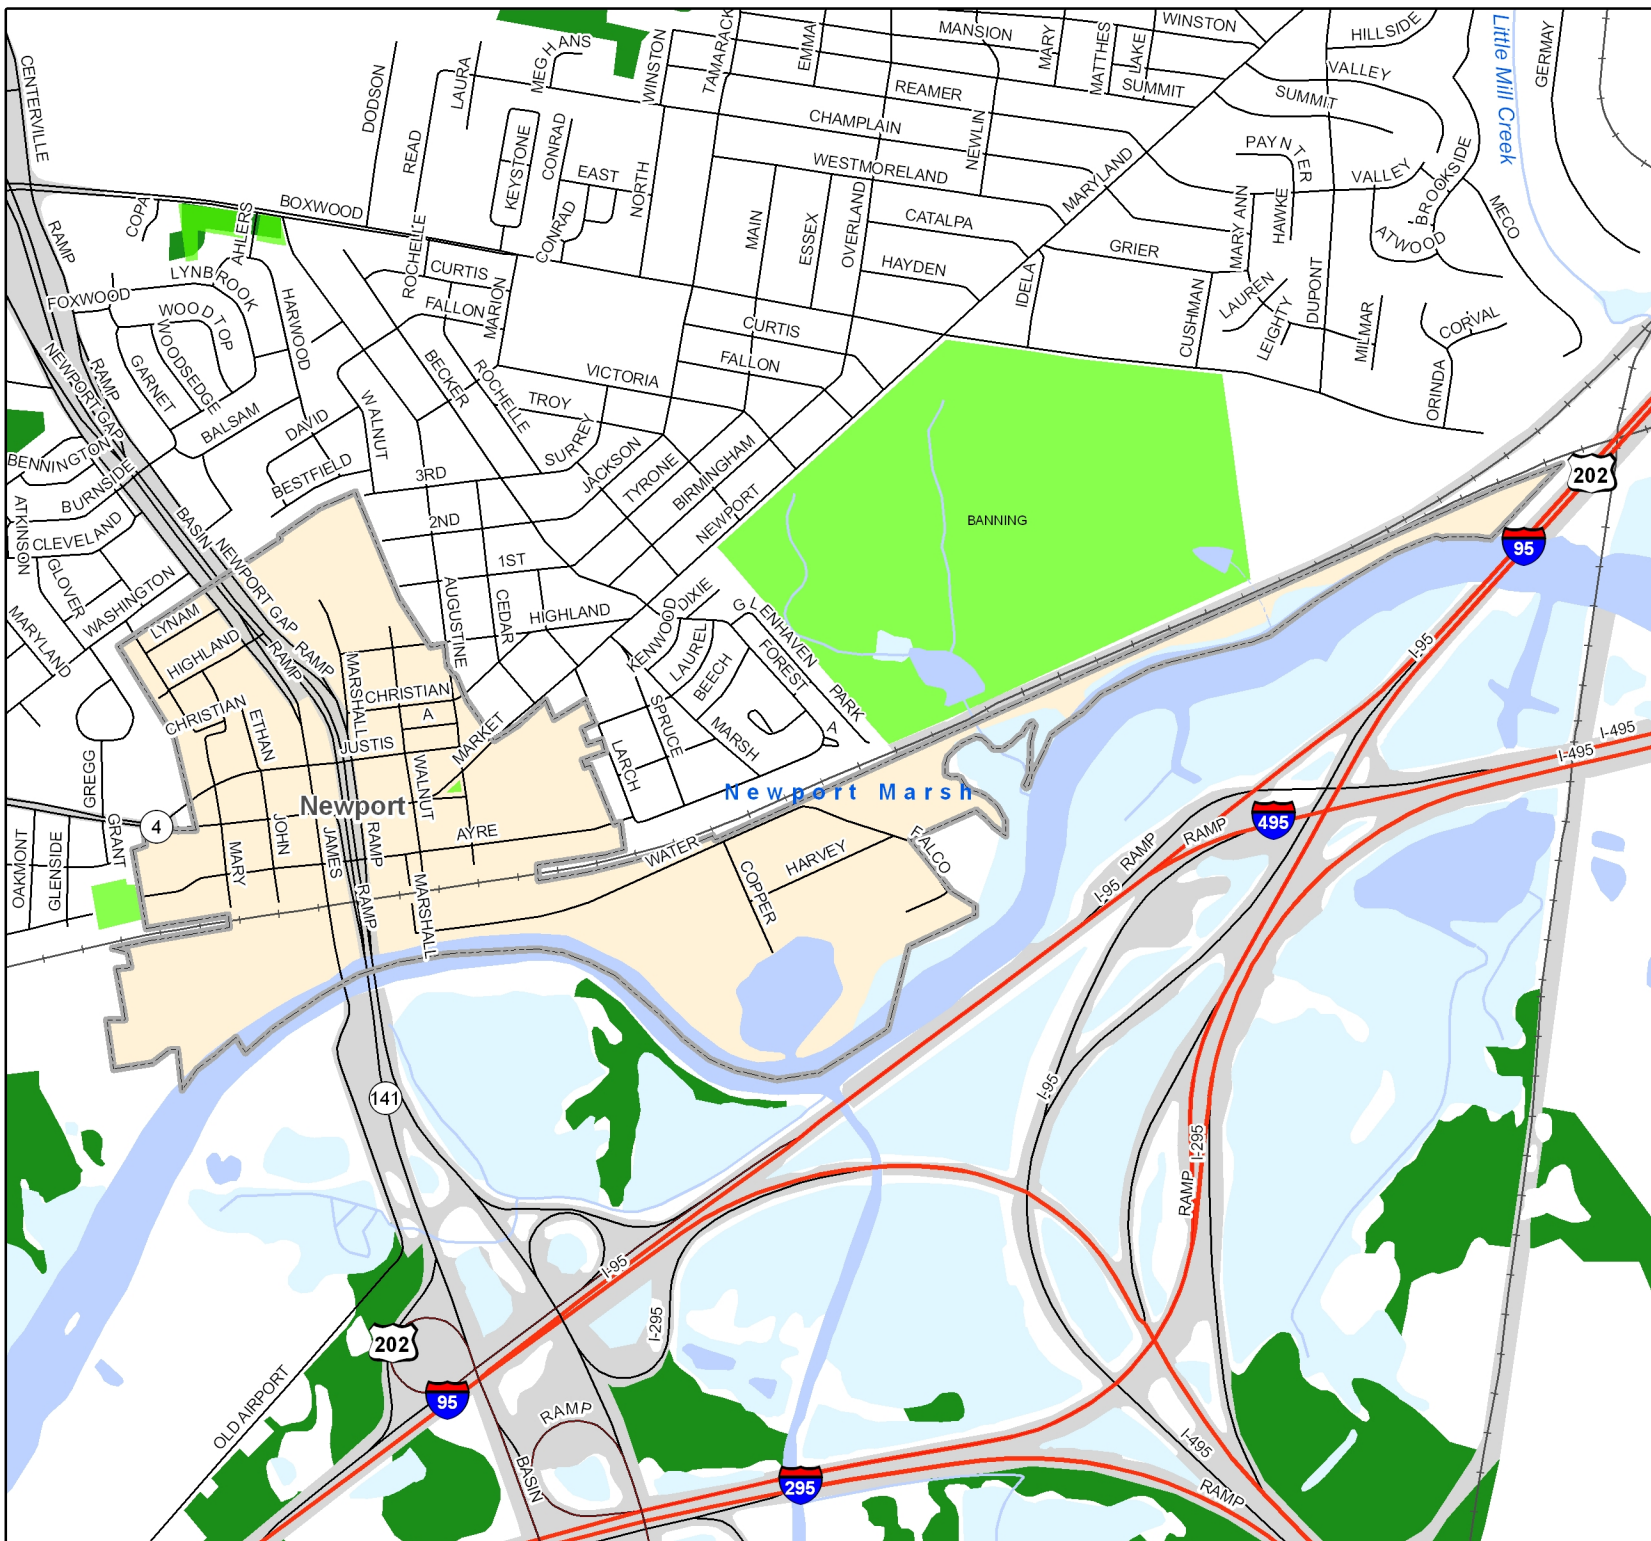 CENTERVILLE
DODSON
LAURA
MEGHANS
WINSTON
TAMARACK
EMMA
MANSION
MARY
MATTHES
LAKE
WINSTON
HILLSIDE
Little Mill Creek
GERMAY
VALLEY
SUMMIT
SUMMIT
REAMER
CHAMPLAIN
NEWLIN
READ
KEYSTONE
CONRAD
EAST
NORTH
WESTMORELAND
MARYLAND
PAYNTER
VALLEY
BROOKSIDE
MECO
COPA
AHLERS
BOXWOOD
ROCHELLE
CONRAD
MAIN
ESSEX
OVERLAND
CATALPA
GRIER
MARY ANN
HAWKE
ATWOOD
RAMP
LYNBROOK
FOXWOOD
WOODTOP
HARWOOD
CURTIS
FALLON
MARION
HAYDEN
IDELA
CUSHMAN
LAUREN
LEIGHTY
DUPONT
MILMAR
CORVAL
ORINDA
NEWPORT GAP
RAMP
GARNET
WOODSEDGE
BALSAM
DAVID
WALNUT
BECKER
ROCHELLE
VICTORIA
TROY
CURTIS
FALLON
BENNINGTON
BURNSIDE
BESTFIELD
3RD
SURREY
JACKSON
TYRONE
BIRMINGHAM
NEWPORT
BANNING
202
95
ATKINSON
CLEVELAND
GLOVER
WASHINGTON
MARYLAND
BASIN
NEWPORT GAP
2ND
1ST
AUGUSTINE
CEDAR
HIGHLAND
KENWOOD
DIXIE
LAUREL
BEECH
GLENHAVEN
FOREST
PARK
A
LYNAM
HIGHLAND
RAMP
RAMP
CHRISTIAN
ETHAN
MARSHALL
CHRISTIAN
A
JUSTIS
MARKET
SPRUCE
MARSH
LARCH
WALNUT
I-95
I-495
I-495
GREGG
GRANT
4
Newport
Newport Marsh
OAKMONT
GLENSIDE
MARY
JOHN
JAMES
RAMP
AYRE
WATER
HARVEY
FALCO
COPPER
RAMP
MARSHALL
I-95
RAMP
RAMP
495
141
I-95
I-295
RAMP
I-95
I-295
202
95
OLD AIRPORT
RAMP
BASIN
295
I-495
RAMP